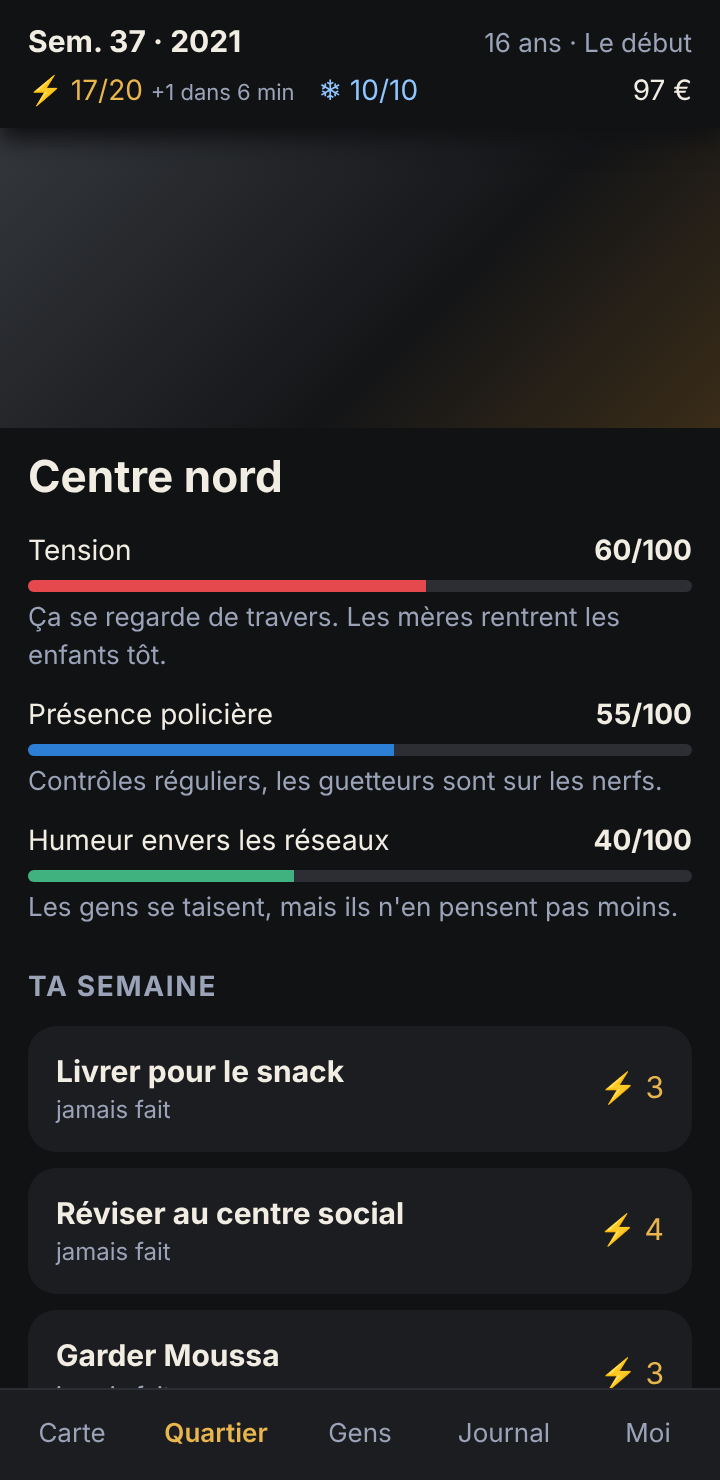 Sem. 37 · 2021
16 ans · Le début
⚡ 17/20 +1 dans 6 min ❄ 10/10
97 €
Centre nord
Tension 60/100
Ça se regarde de travers. Les mères rentrent les
enfants tôt.
Présence policière 55/100
Contrôles réguliers, les guetteurs sont sur les nerfs.
Humeur envers les réseaux 40/100
Les gens se taisent, mais ils n'en pensent pas moins.
TA SEMAINE
Livrer pour le snack
jamais fait
⚡ 3
Réviser au centre social
jamais fait
⚡ 4
Garder Moussa
⚡ 3
Carte Quartier Gens Journal Moi